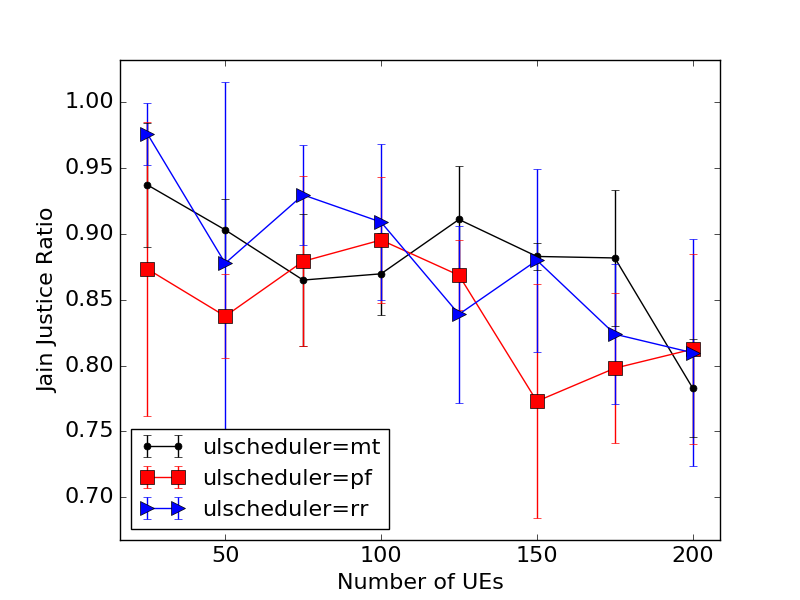 1.00
0.95
0.90
0.85
0.80
0.75
0.70
Jain Justice Ratio
ulscheduler=mt
ulscheduler=pf
ulscheduler=rr
50
100
150
200
Number of UEs